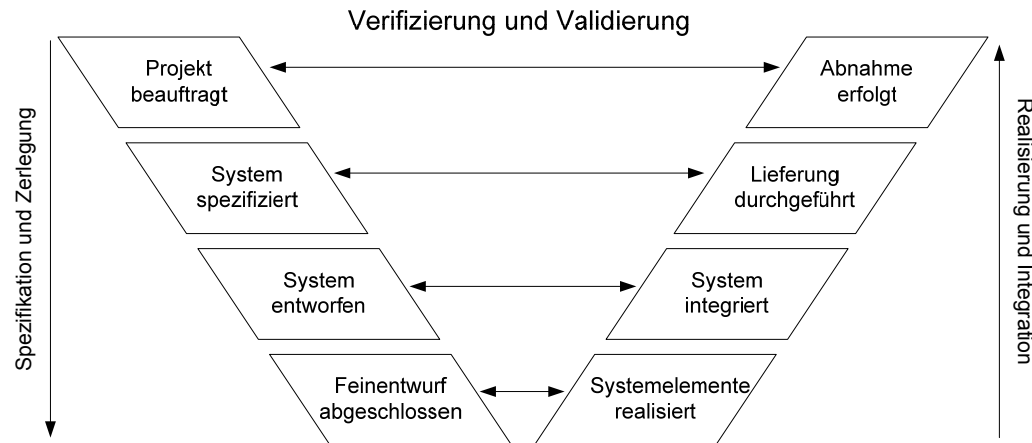 Verifizierung und Validierung
Spezifikation und Zerlegung
Projekt
beauftragt
Abnahme
erfolgt
Realisierung und Integration
System
spezifiziert
Lieferung
durchgeführt
System
entworfen
System
integriert
Feinentwurf
abgeschlossen
Systemelemente
realisiert